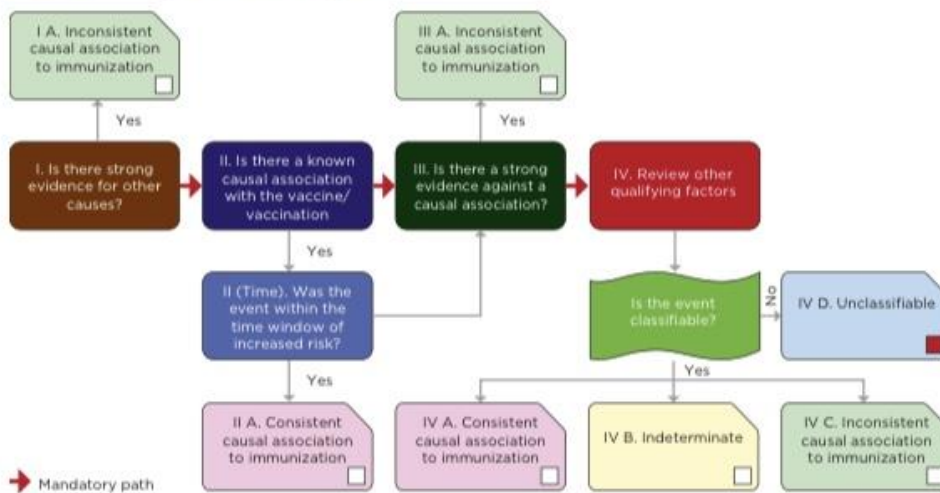 I A. Inconsistent
causal association
to immunization
III A. Inconsistent
causal association
to immunization
Yes
Yes
I. Is there strong
evidence for other
causes?
II. Is there a known
causal association
with the vaccine/
vaccination
III. Is there a strong
evidence against a
causal association?
IV. Review other
qualifying factors
Yes
II (Time). Was the
event within the
time window of
increased risk?
Is the event
classifiable?
No
IV D. Unclassifiable
Yes
Yes
II A. Consistent
causal association
to immunization
IV A. Consistent
causal association
to immunization
IV B. Indeterminate
IV C. Inconsistent
causal association
to immunization
Mandatory path